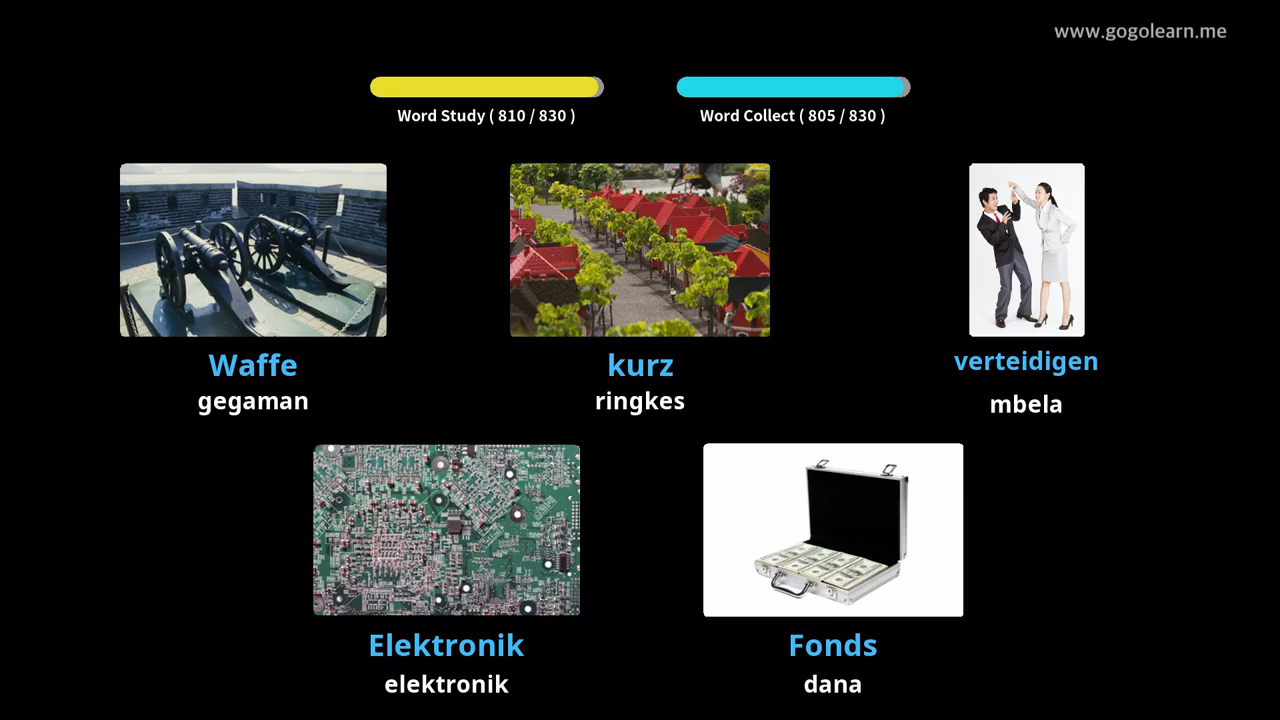 www.gogolearn.me
Word Study ( 810 / 830 )
Word Collect ( 805 / 830 )
Waffe
gegaman
kurz
ringkes
verteidigen
mbela
Elektronik
elektronik
Fonds
dana